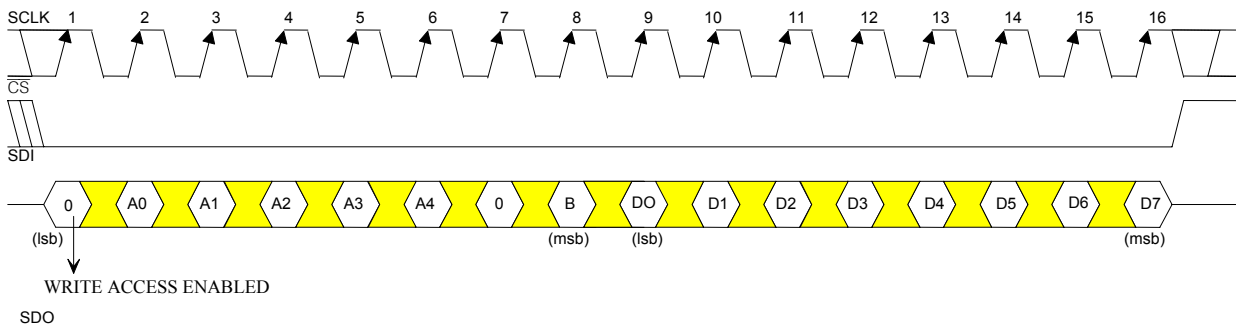 SCLK 1 2 3 4 5 6 7 8 9 10 11 12 13 14 15 16
CS
SDI
0 A0 A1 A2 A3 A4 0 B DO D1 D2 D3 D4 D5 D6 D7
(lsb) (msb) (lsb) (msb)
WRITE ACCESS ENABLED
SDO